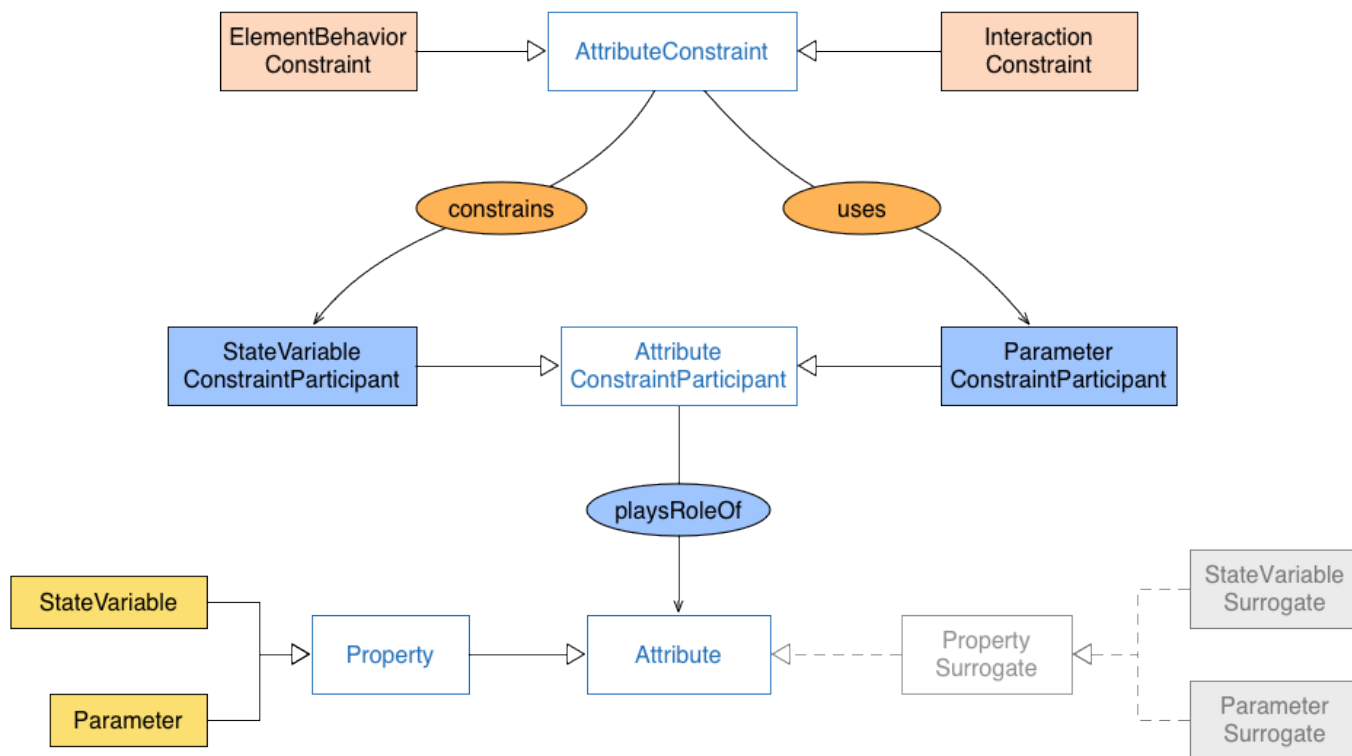 ElementBehavior
Constraint
AttributeConstraint
Interaction
Constraint
constrains
uses
StateVariable
ConstraintParticipant
Attribute
ConstraintParticipant
Parameter
ConstraintParticipant
playsRoleOf
StateVariable
Parameter
Property
Attribute
Property
Surrogate
StateVariable
Surrogate
Parameter
Surrogate